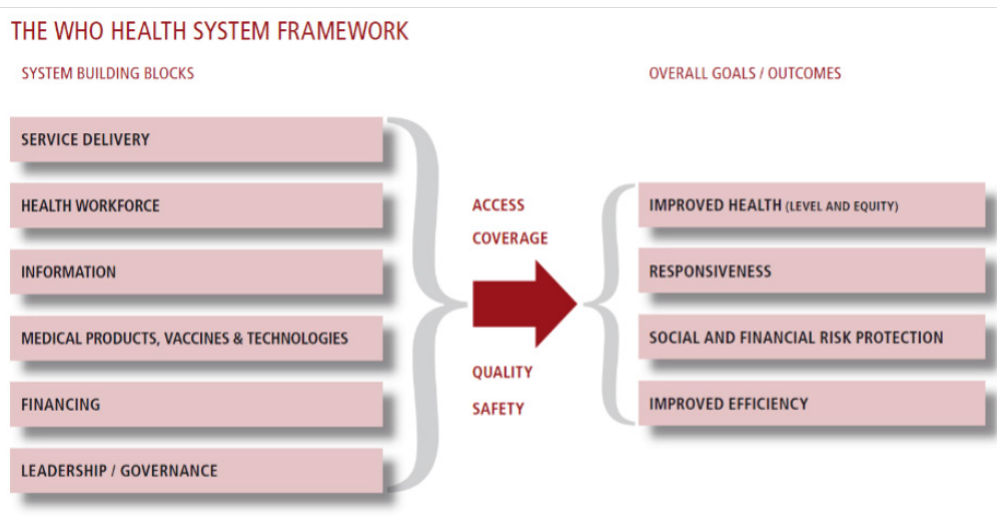 THE WHO HEALTH SYSTEM FRAMEWORK
SYSTEM BUILDING BLOCKS
OVERALL GOALS / OUTCOMES
SERVICE DELIVERY
HEALTH WORKFORCE
INFORMATION
MEDICAL PRODUCTS, VACCINES & TECHNOLOGIES
FINANCING
LEADERSHIP / GOVERNANCE
ACCESS
COVERAGE
QUALITY
SAFETY
IMPROVED HEALTH (LEVEL AND EQUITY)
RESPONSIVENESS
SOCIAL AND FINANCIAL RISK PROTECTION
IMPROVED EFFICIENCY